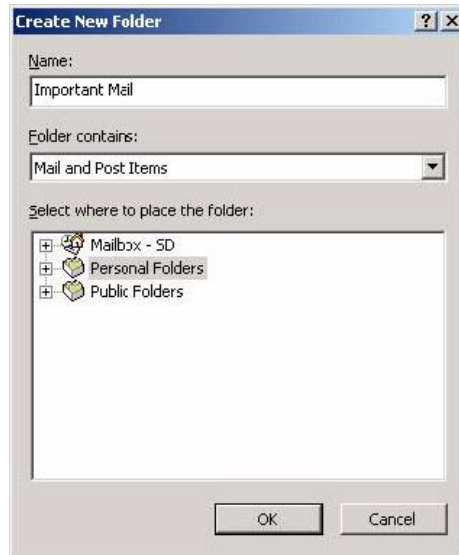 Create New Folder
Name:
Important Mail
Folder contains:
Mail and Post Items
Select where to place the folder:
Mailbox - SD
Personal Folders
Public Folders
OK Cancel